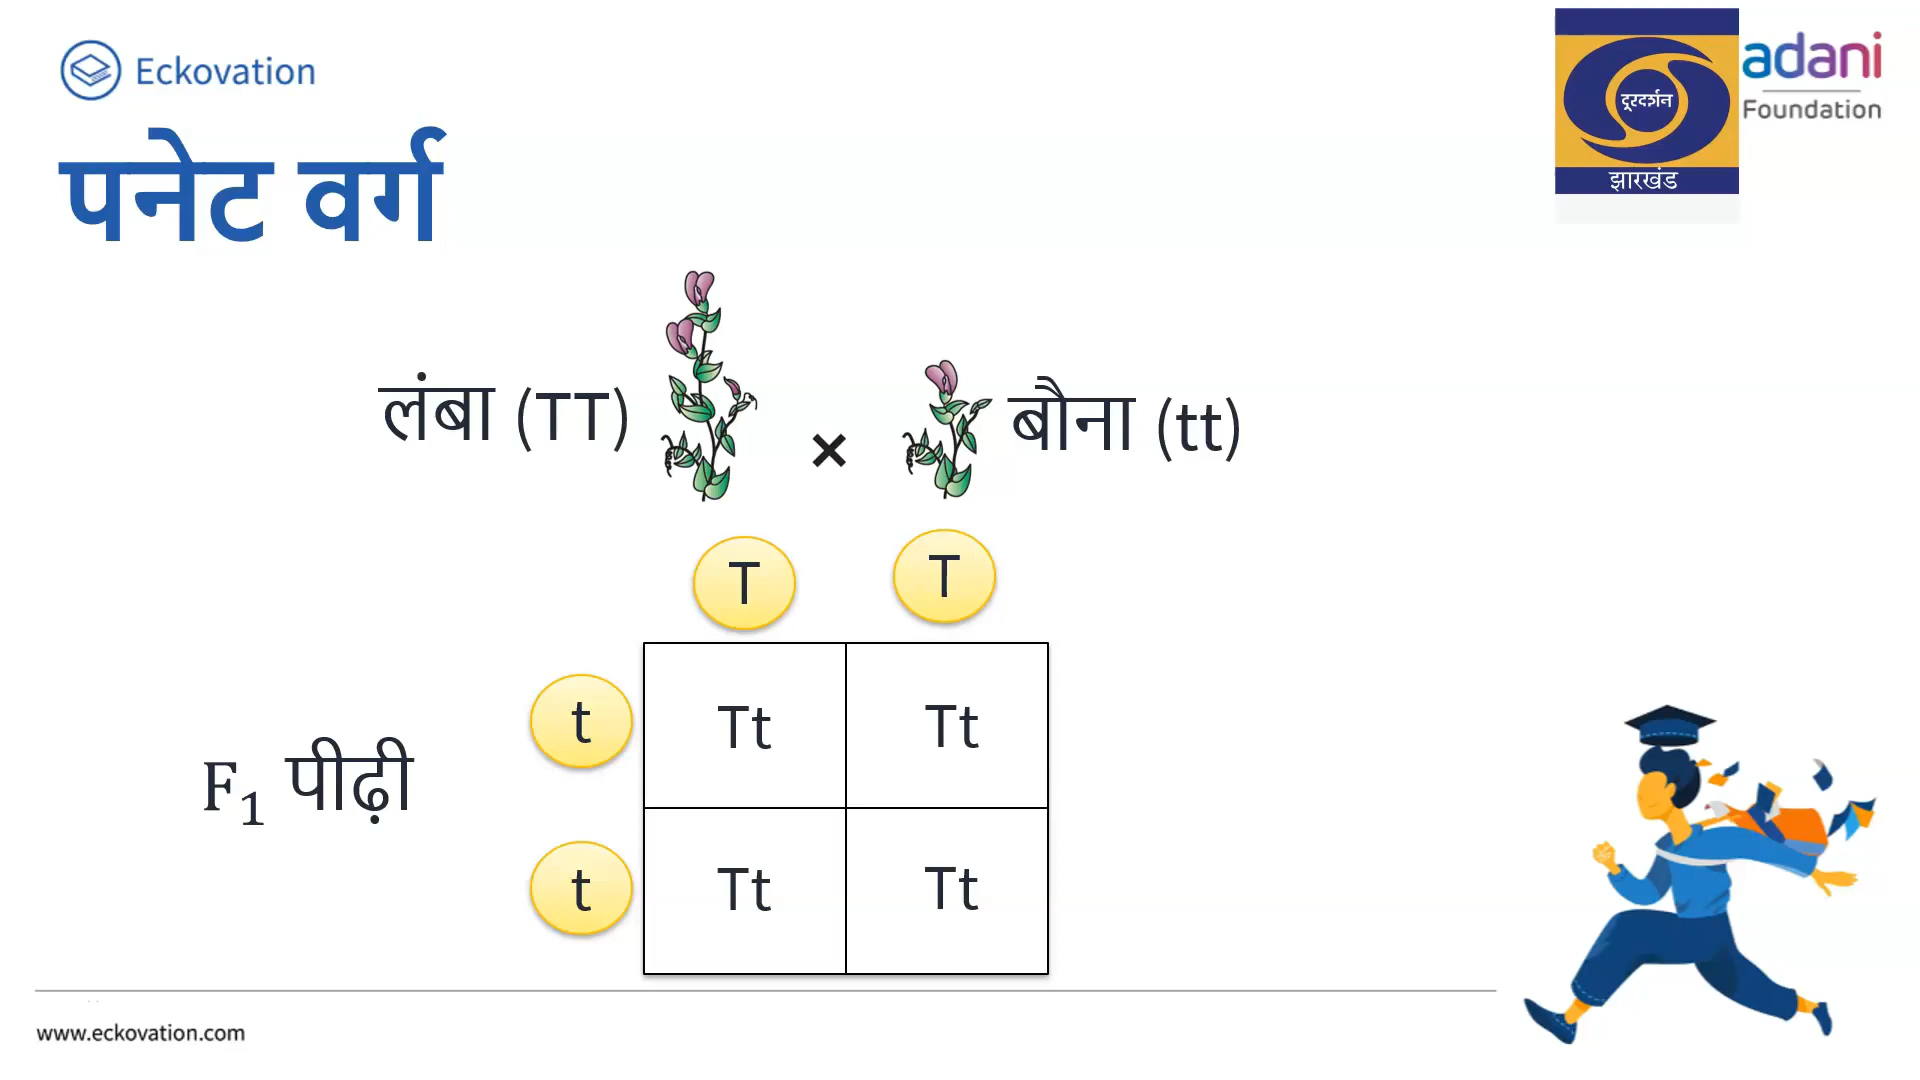 Eckovation
दूरदर्शन
झारखंड
adani
Foundation
पनेट वर्ग
लंबा (TT) × बौना (tt)
T T
t Tt Tt
F₁ पीढ़ी
t Tt Tt
www.eckovation.com